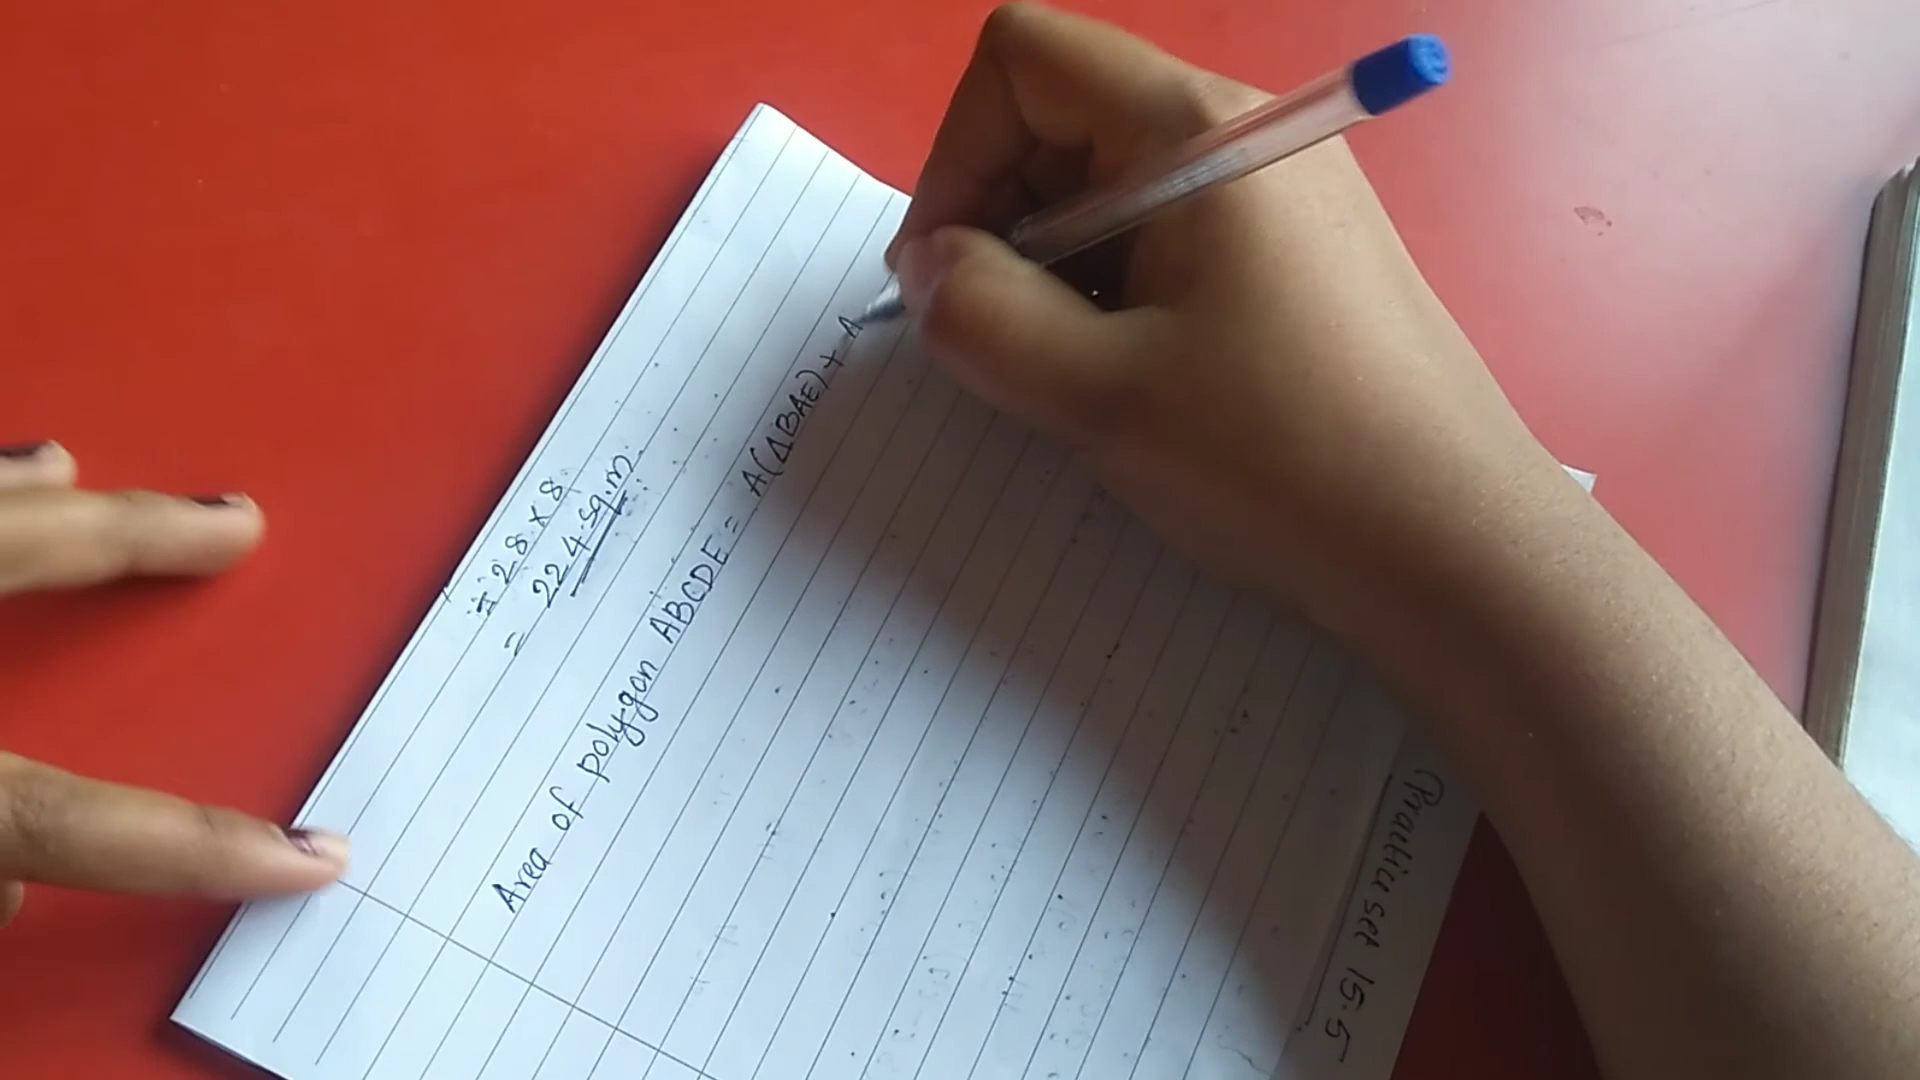 = 28 × 8
= 224 sq.m
Area of polygon ABCDE = A(ΔBAE) + A
Practice set 15.5